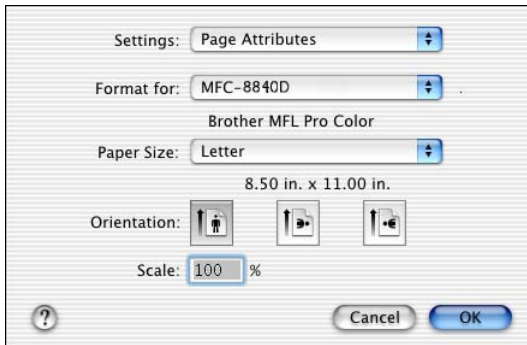 Settings: Page Attributes
Format for: MFC-8840D
Brother MFL Pro Color
Paper Size: Letter
8.50 in. x 11.00 in.
Orientation:
Scale: 100 %
? Cancel OK